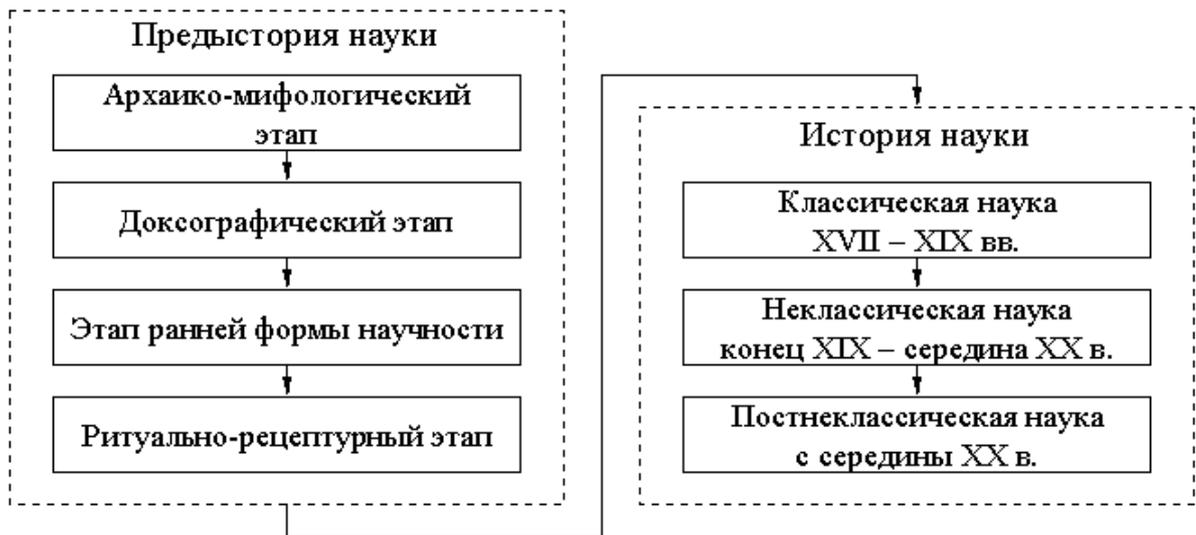 Предыстория науки
Архаико-мифологический
этап
Доксографический этап
Этап ранней формы научности
Ритуально-рецептурный этап
История науки
Классическая наука
XVII – XIX вв.
Неклассическая наука
конец XIX – середина XX в.
Постнеклассическая наука
с середины XX в.